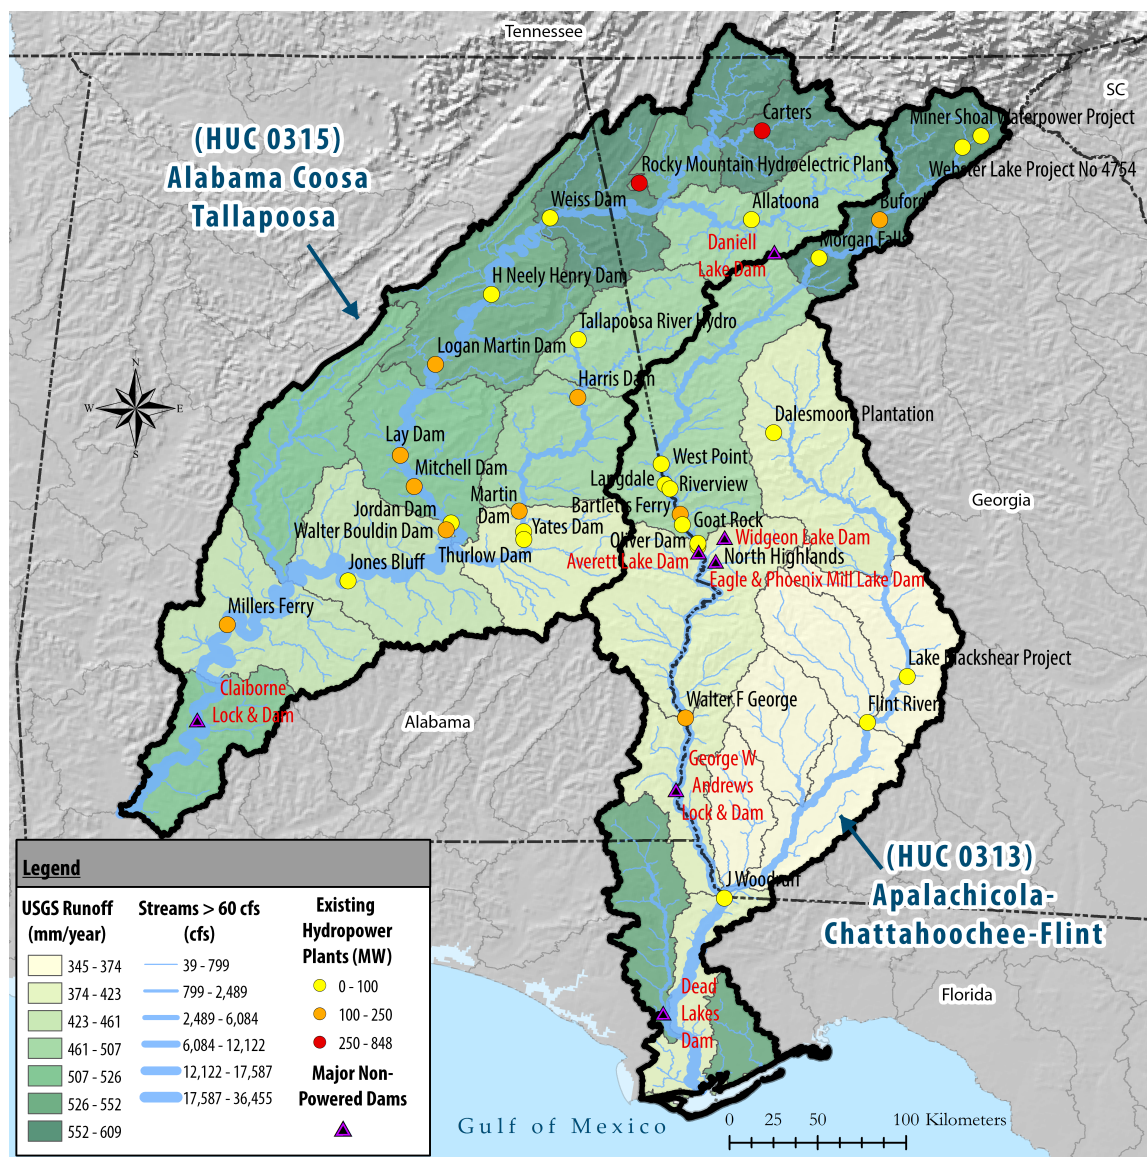 Tennessee
SC
(HUC 0315)
Alabama Coosa
Tallapoosa
Carters
Miner Shoal Waterpower Project
Rocky Mountain Hydroelectric Plant
Webster Lake Project No 4754
Weiss Dam
Allatoona
Buford
Daniell
Lake Dam
Morgan Falls
H Neely Henry Dam
Tallapoosa River Hydro
Logan Martin Dam
Harris Dam
N
W
E
S
Dalesmoor Plantation
Lay Dam
West Point
Mitchell Dam
Langdale
Riverview
Georgia
Martin
Dam
Jordan Dam
Bartletts Ferry
Goat Rock
Walter Bouldin Dam
Yates Dam
Oliver Dam
Widgeon Lake Dam
Thurlow Dam
Averett Lake Dam
North Highlands
Jones Bluff
Eagle & Phoenix Mill Lake Dam
Millers Ferry
Lake Blackshear Project
Claiborne
Lock & Dam
Walter F George
Flint River
Alabama
George W
Andrews
Lock & Dam
(HUC 0313)
Apalachicola-
Chattahoochee-Flint
J Woodruff
Dead
Lakes
Dam
Florida
Gulf of Mexico
0 25 50 100 Kilometers
Legend
USGS Runoff
(mm/year)
345 - 374
374 - 423
423 - 461
461 - 507
507 - 526
526 - 552
552 - 609
Streams > 60 cfs
(cfs)
39 - 799
799 - 2,489
2,489 - 6,084
6,084 - 12,122
12,122 - 17,587
17,587 - 36,455
Existing
Hydropower
Plants (MW)
0 - 100
100 - 250
250 - 848
Major Non-
Powered Dams